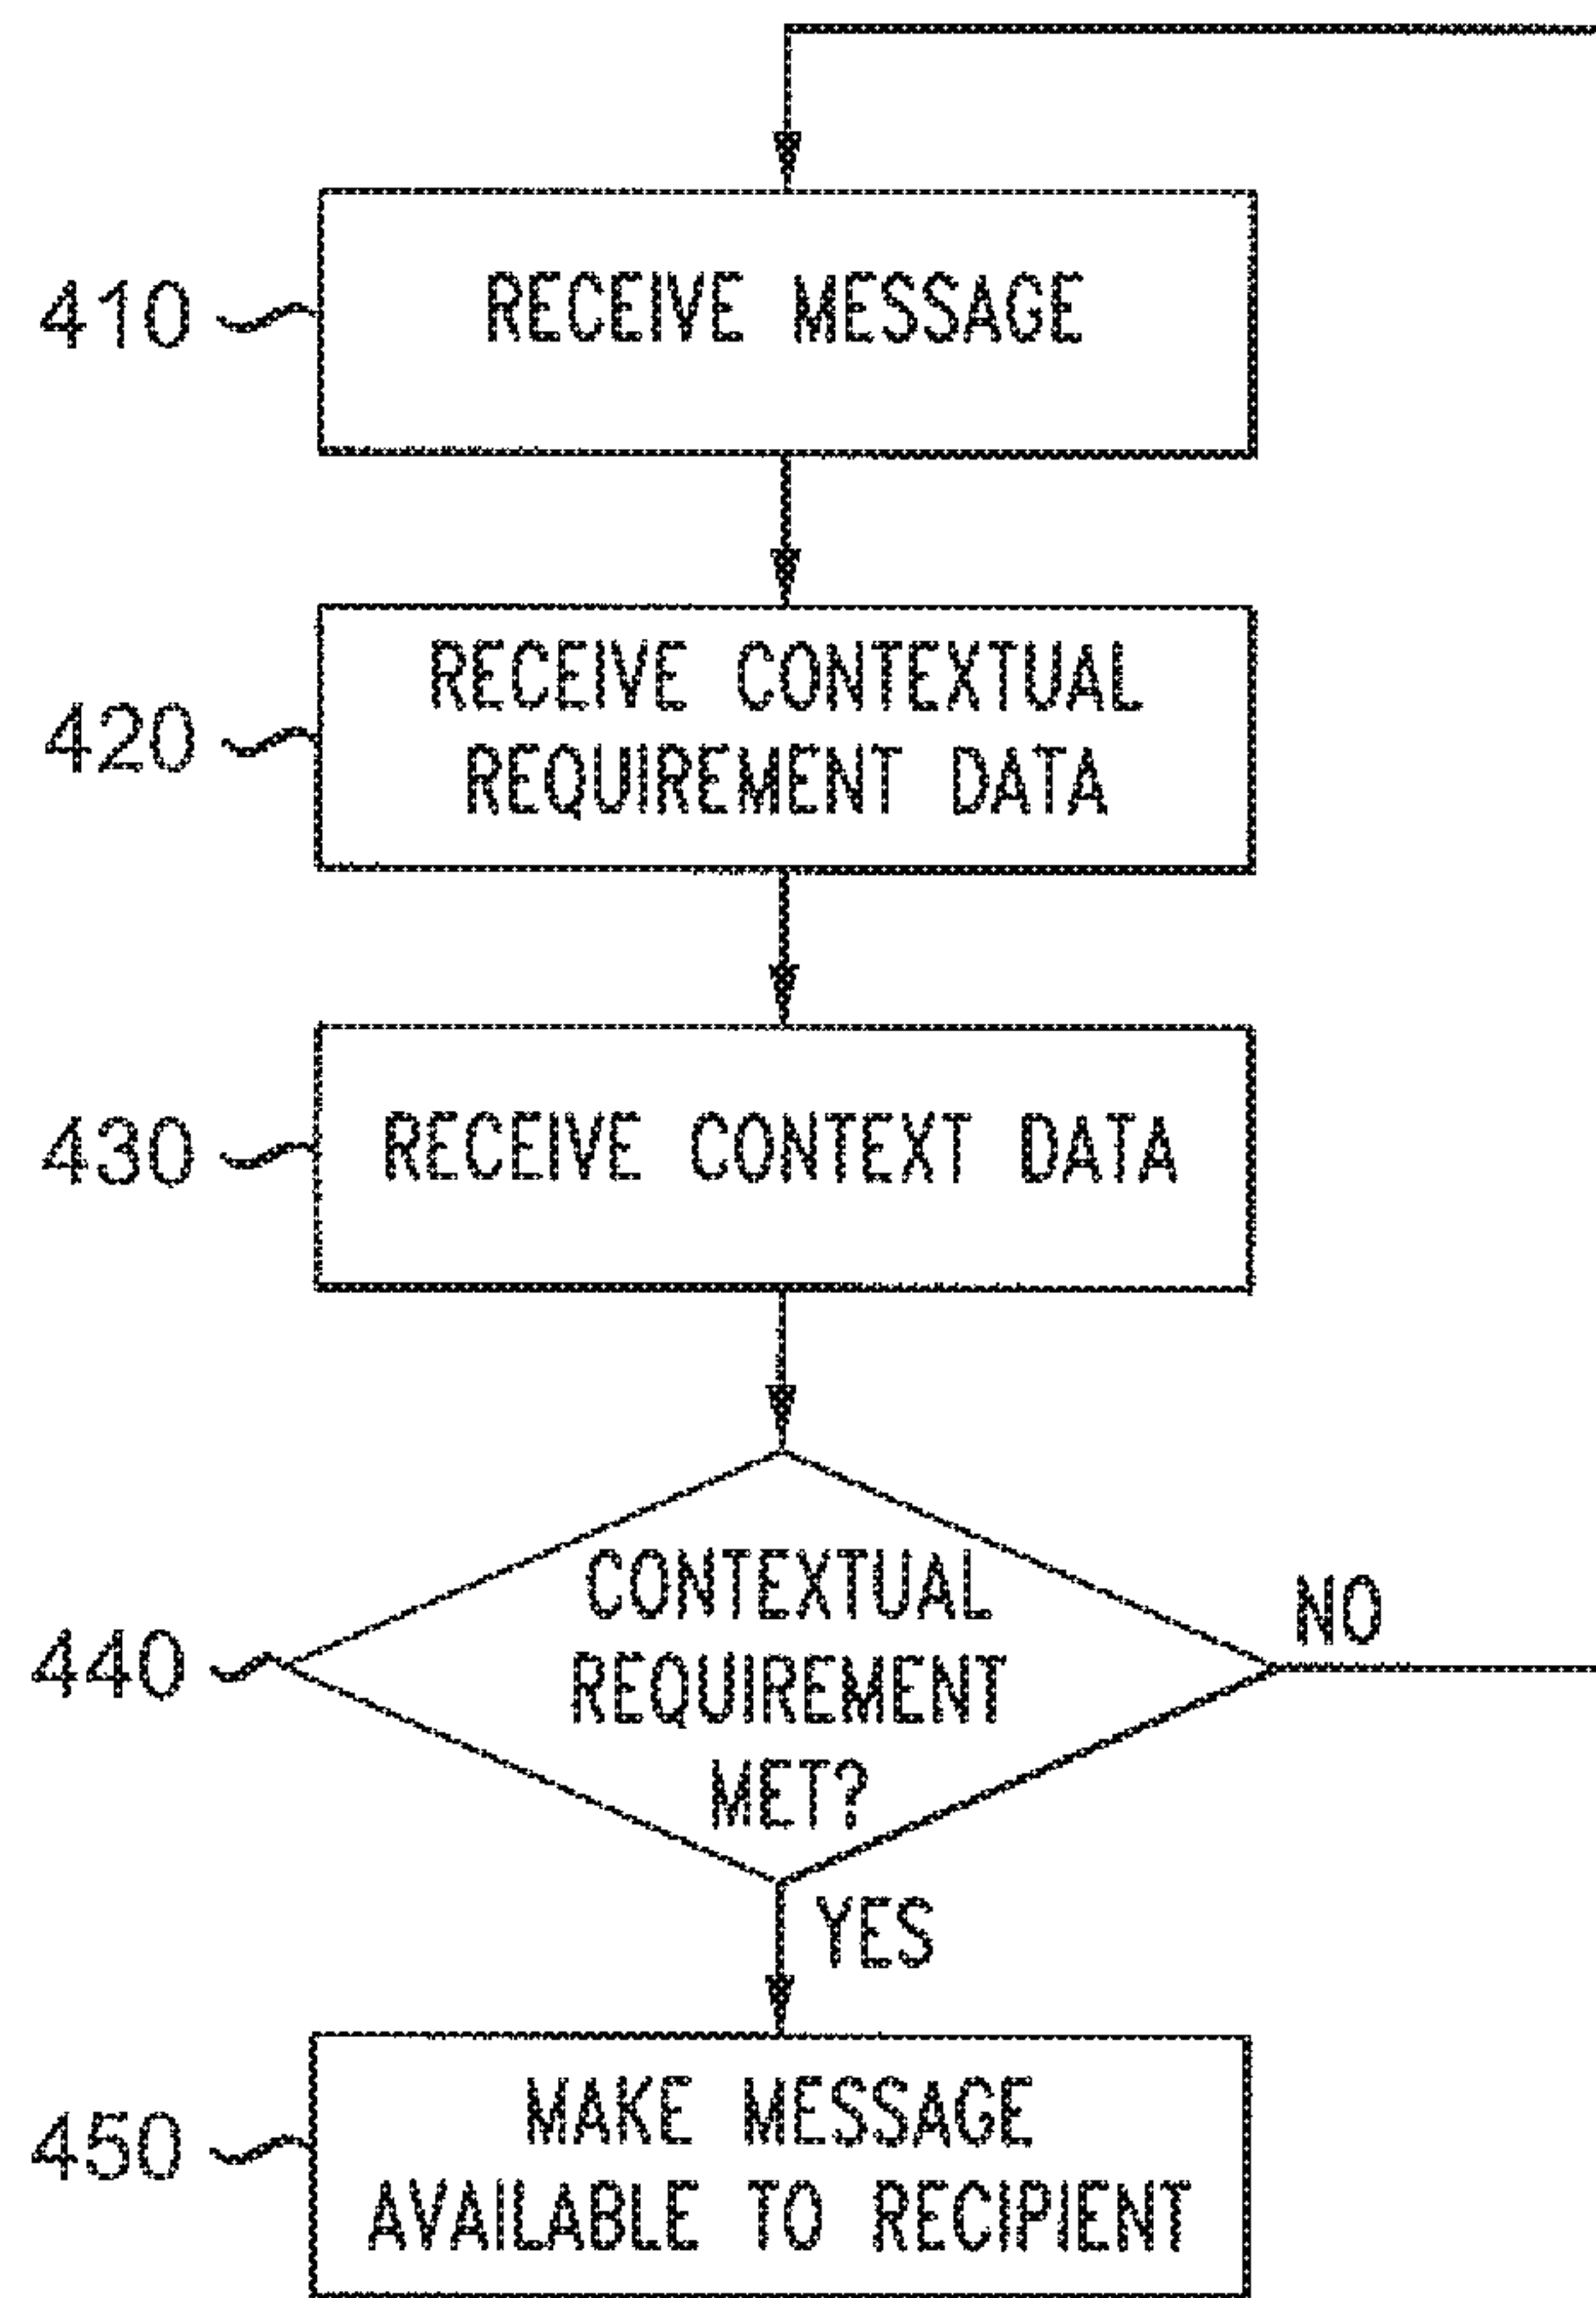 410
RECEIVE MESSAGE
420
RECEIVE CONTEXTUAL
REQUIREMENT DATA
430
RECEIVE CONTEXT DATA
440
CONTEXTUAL
REQUIREMENT
MET?
NO
YES
450
MAKE MESSAGE
AVAILABLE TO RECIPIENT